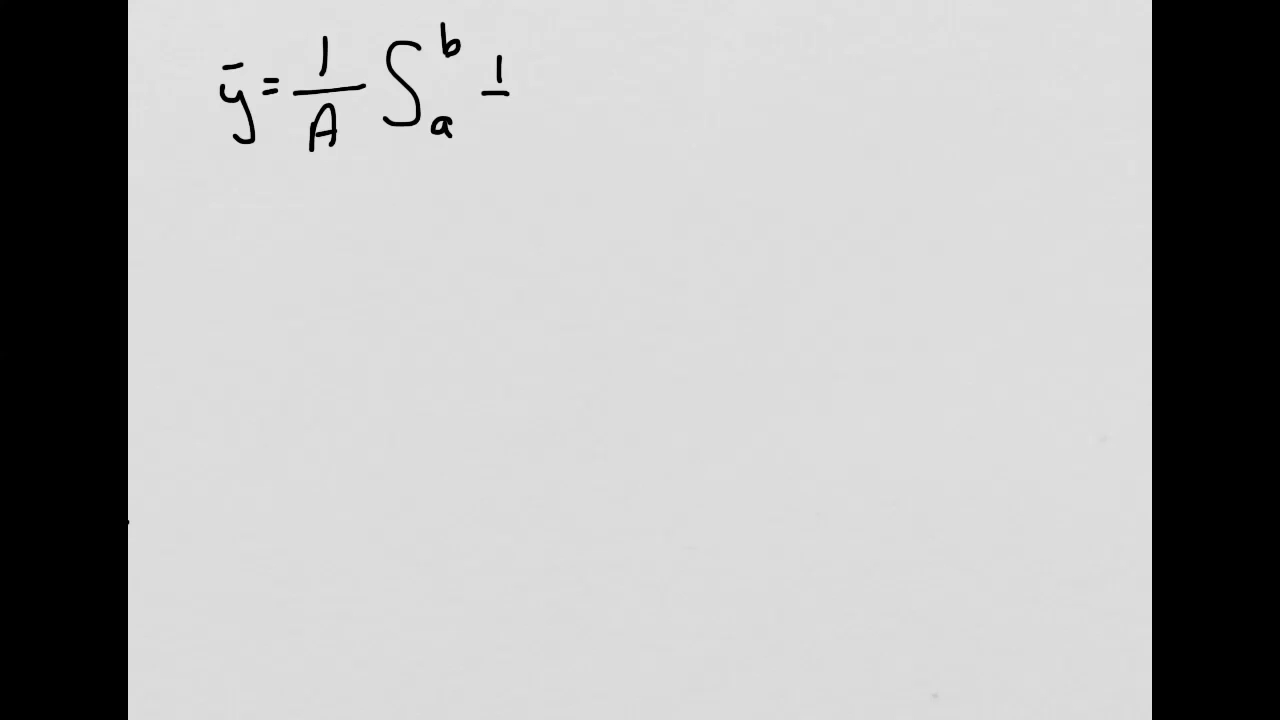 ȳ = 1/A ∫_a^b 1/